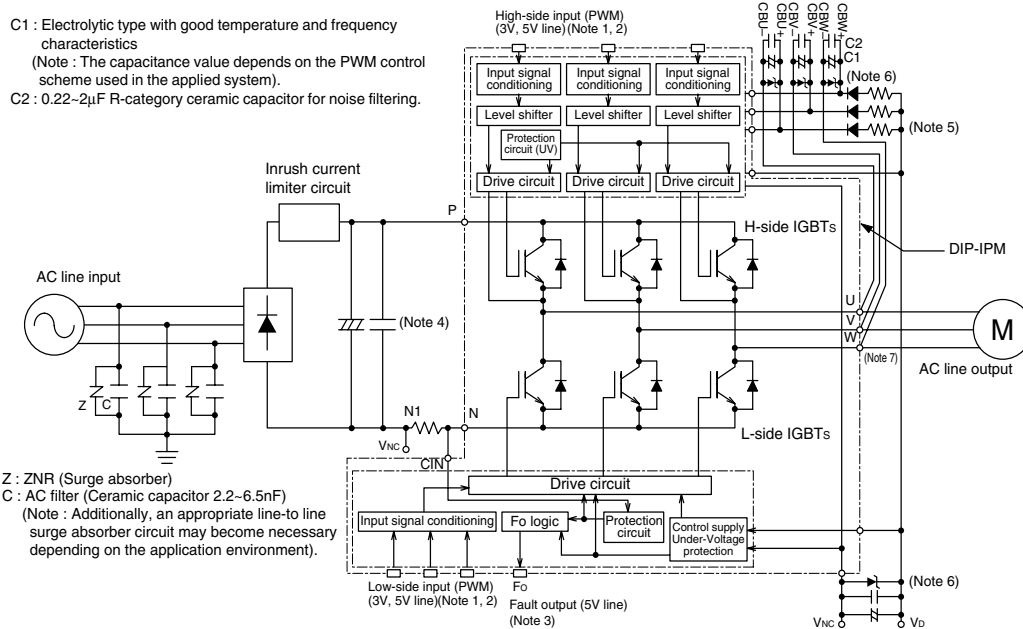 C1 : Electrolytic type with good temperature and frequency
characteristics
(Note : The capacitance value depends on the PWM control
scheme used in the applied system).
C2 : 0.22~2μF R-category ceramic capacitor for noise filtering.
High-side input (PWM)
(3V, 5V line)(Note 1, 2)
CBU–
CBU+
CBV–
CBV+
CBW–
CBW+
C2
C1
(Note 6)
(Note 5)
Input signal
conditioning
Input signal
conditioning
Input signal
conditioning
Level shifter
Level shifter
Level shifter
Protection
circuit (UV)
Drive circuit
Drive circuit
Drive circuit
Inrush current
limiter circuit
P
H-side IGBTS
DIP-IPM
AC line input
(Note 4)
U
V
W
(Note 7)
M
AC line output
Z
C
N1
N
VNC
CIN
L-side IGBTS
Z : ZNR (Surge absorber)
C : AC filter (Ceramic capacitor 2.2~6.5nF)
(Note : Additionally, an appropriate line-to line
surge absorber circuit may become necessary
depending on the application environment).
Drive circuit
Input signal conditioning
Fo logic
Protection
circuit
Control supply
Under-Voltage
protection
Low-side input (PWM)
(3V, 5V line)(Note 1, 2)
FO
Fault output (5V line)
(Note 3)
(Note 6)
VNC
VD